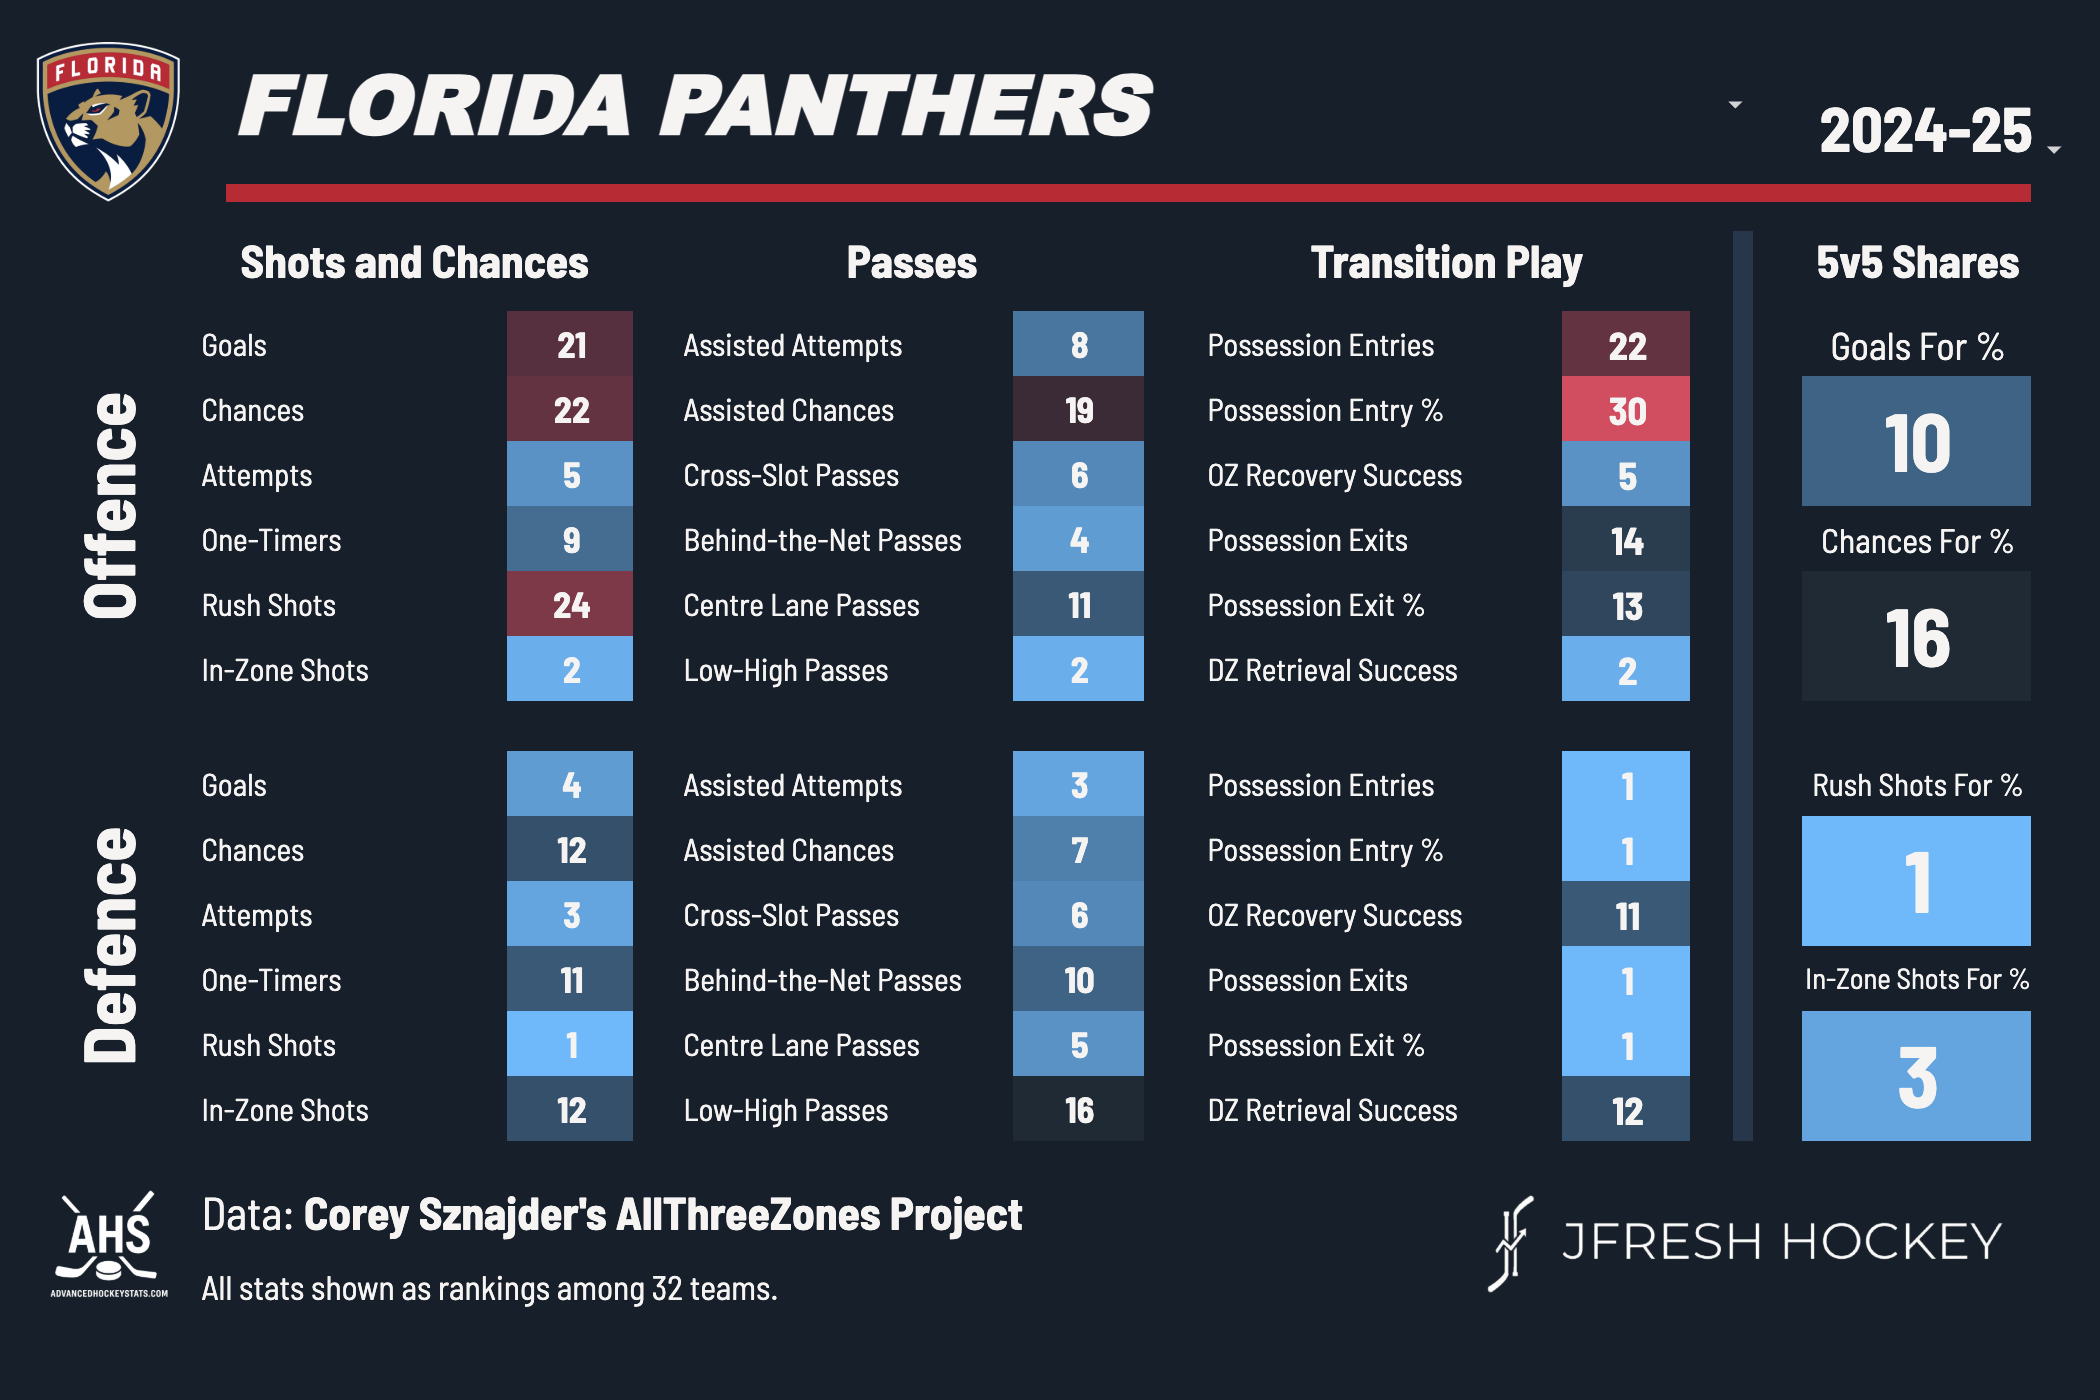 FLORIDA
FLORIDA PANTHERS
2024-25
Shots and Chances
Passes
Transition Play
5v5 Shares
Offence
Goals 21
Chances 22
Attempts 5
One-Timers 9
Rush Shots 24
In-Zone Shots 2
Assisted Attempts 8
Assisted Chances 19
Cross-Slot Passes 6
Behind-the-Net Passes 4
Centre Lane Passes 11
Low-High Passes 2
Possession Entries 22
Possession Entry % 30
OZ Recovery Success 5
Possession Exits 14
Possession Exit % 13
DZ Retrieval Success 2
Goals For %
10
Chances For %
16
Defence
Goals 4
Chances 12
Attempts 3
One-Timers 11
Rush Shots 1
In-Zone Shots 12
Assisted Attempts 3
Assisted Chances 7
Cross-Slot Passes 6
Behind-the-Net Passes 10
Centre Lane Passes 5
Low-High Passes 16
Possession Entries 1
Possession Entry % 1
OZ Recovery Success 11
Possession Exits 1
Possession Exit % 1
DZ Retrieval Success 12
Rush Shots For %
1
In-Zone Shots For %
3
AHS
ADVANCEDHOCKEYSTATS.COM
Data: Corey Sznajder's AllThreeZones Project
All stats shown as rankings among 32 teams.
JFRESH HOCKEY